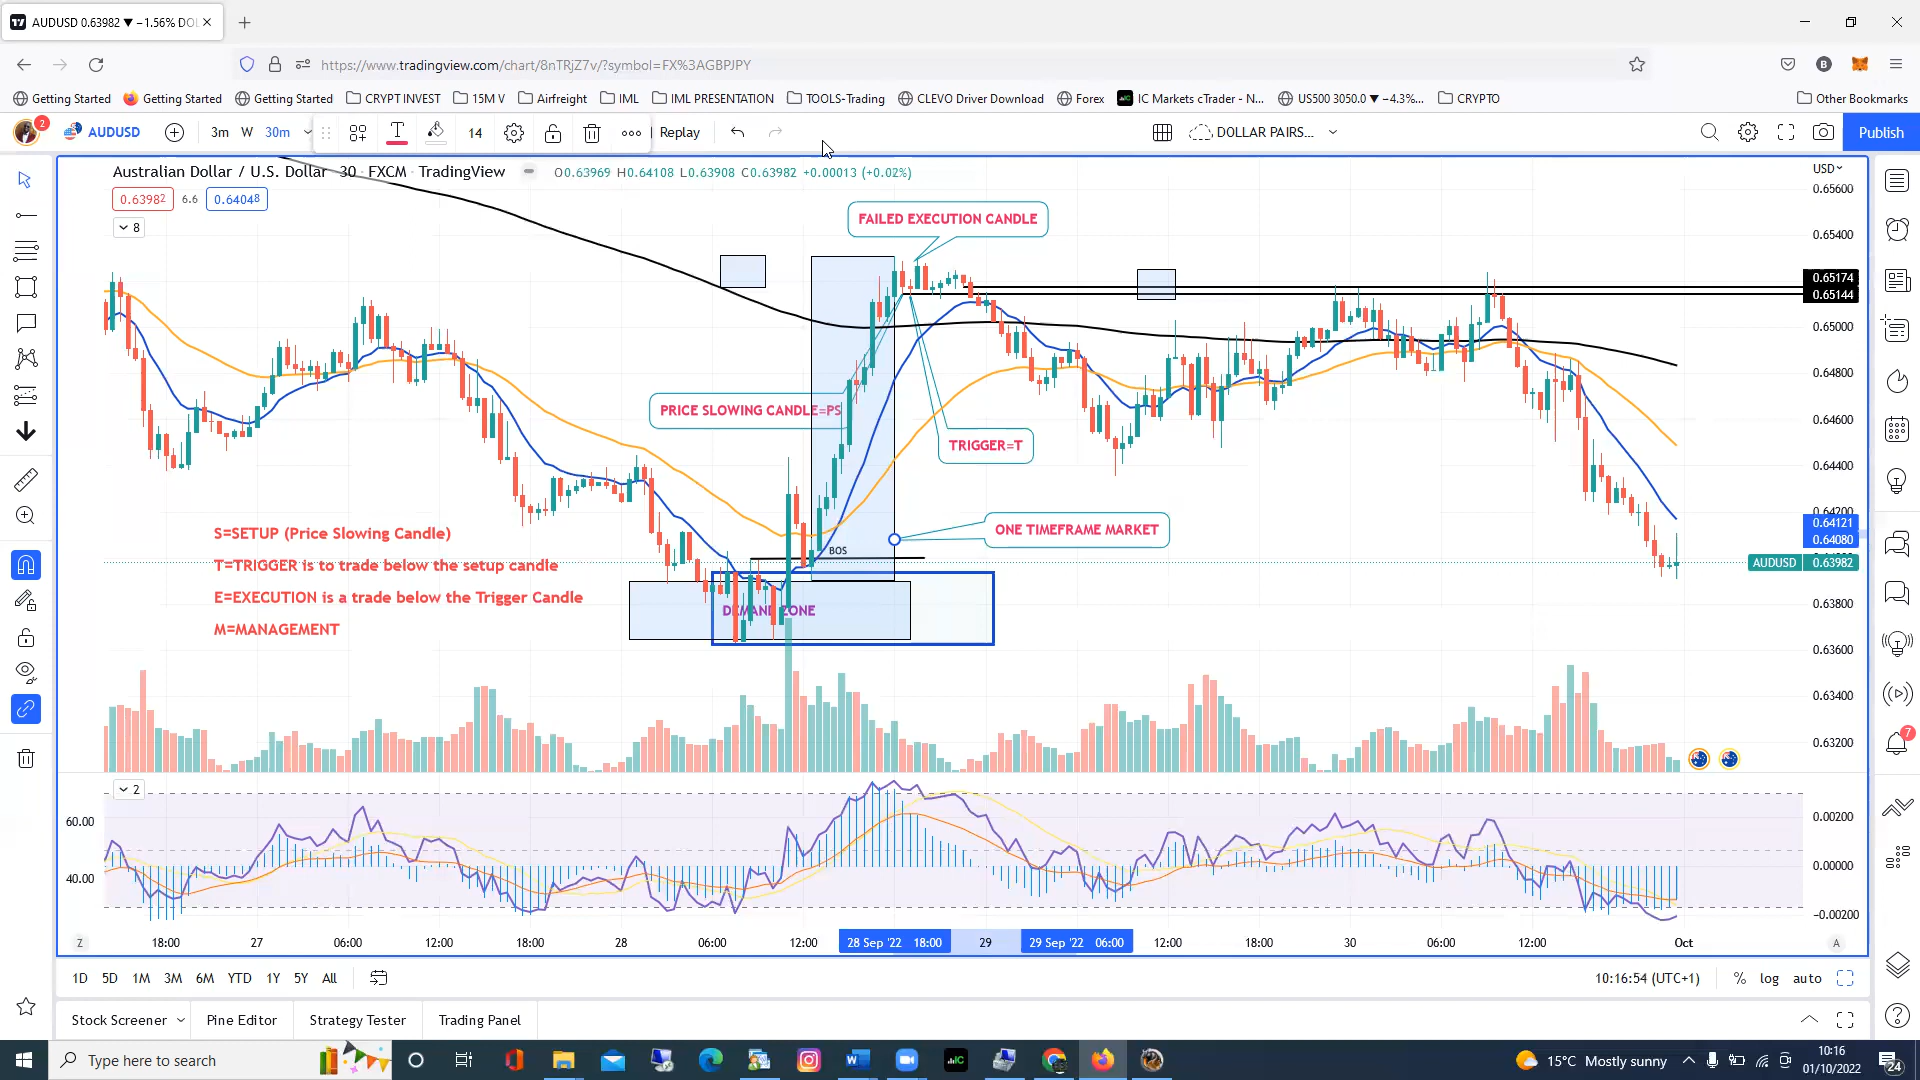 AUDUSD 0.63982 ▼ −1.56% DOL
https://www.tradingview.com/chart/8nTRjZ7v/?symbol=FX%3AGBPJPY
Getting Started
Getting Started
Getting Started
CRYPT INVEST
15M V
Airfreight
IML
IML PRESENTATION
TOOLS-Trading
CLEVO Driver Download
Forex
IC Markets cTrader - N...
US500 3050.0 ▼ −4.3%...
CRYPTO
Other Bookmarks
2
AUDUSD
3m
W
30m
14
Replay
DOLLAR PAIRS...
Publish
Australian Dollar / U.S. Dollar · 30 · FXCM · TradingView
O0.63969 H0.64108 L0.63908 C0.63982 +0.00013 (+0.02%)
0.63982
6.6
0.64048
8
USD
FAILED EXECUTION CANDLE
PRICE SLOWING CANDLE=PS
TRIGGER=T
ONE TIMEFRAME MARKET
BOS
DEMAND ZONE
S=SETUP (Price Slowing Candle)
T=TRIGGER is to trade below the setup candle
E=EXECUTION is a trade below the Trigger Candle
M=MANAGEMENT
0.65600
0.65400
0.65174
0.65144
0.65000
0.64800
0.64600
0.64400
0.64200
0.64121
0.64080
AUDUSD 0.63982
0.63800
0.63600
0.63400
0.63200
7
2
60.00
40.00
0.00200
0.00000
−0.00200
Z
18:00
27
06:00
12:00
18:00
28
06:00
12:00
28 Sep '22 18:00
29
29 Sep '22 06:00
12:00
18:00
30
06:00
12:00
Oct
A
1D 5D 1M 3M 6M YTD 1Y 5Y All
10:16:54 (UTC+1)
%
log
auto
Stock Screener
Pine Editor
Strategy Tester
Trading Panel
Type here to search
15°C Mostly sunny
10:16
01/10/2022
24